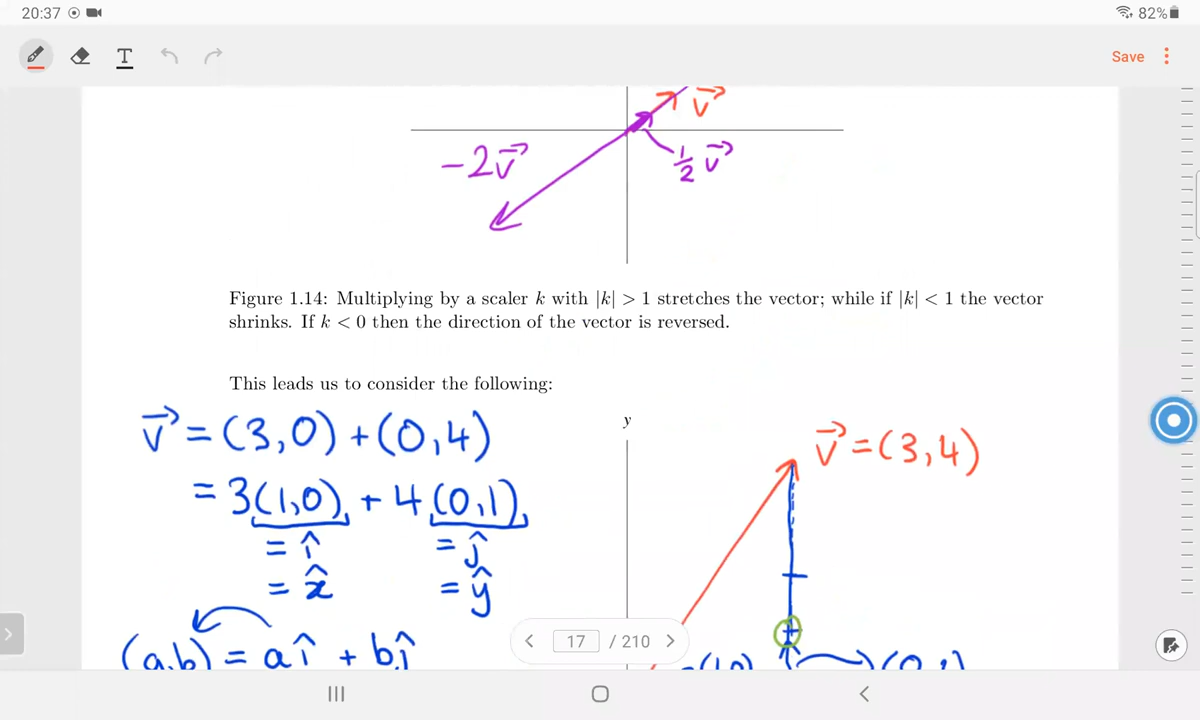 20:37
82%
T
Save
v⃗
-2v⃗
½ v⃗
Figure 1.14: Multiplying by a scaler k with |k| > 1 stretches the vector; while if |k| < 1 the vector
shrinks. If k < 0 then the direction of the vector is reversed.
This leads us to consider the following:
y
v⃗ = (3,0) + (0,4)
= 3(1,0) + 4(0,1)
= î = ĵ
= x̂ = ŷ
(a,b) = aî + bĵ
v⃗ = (3,4)
17 / 210